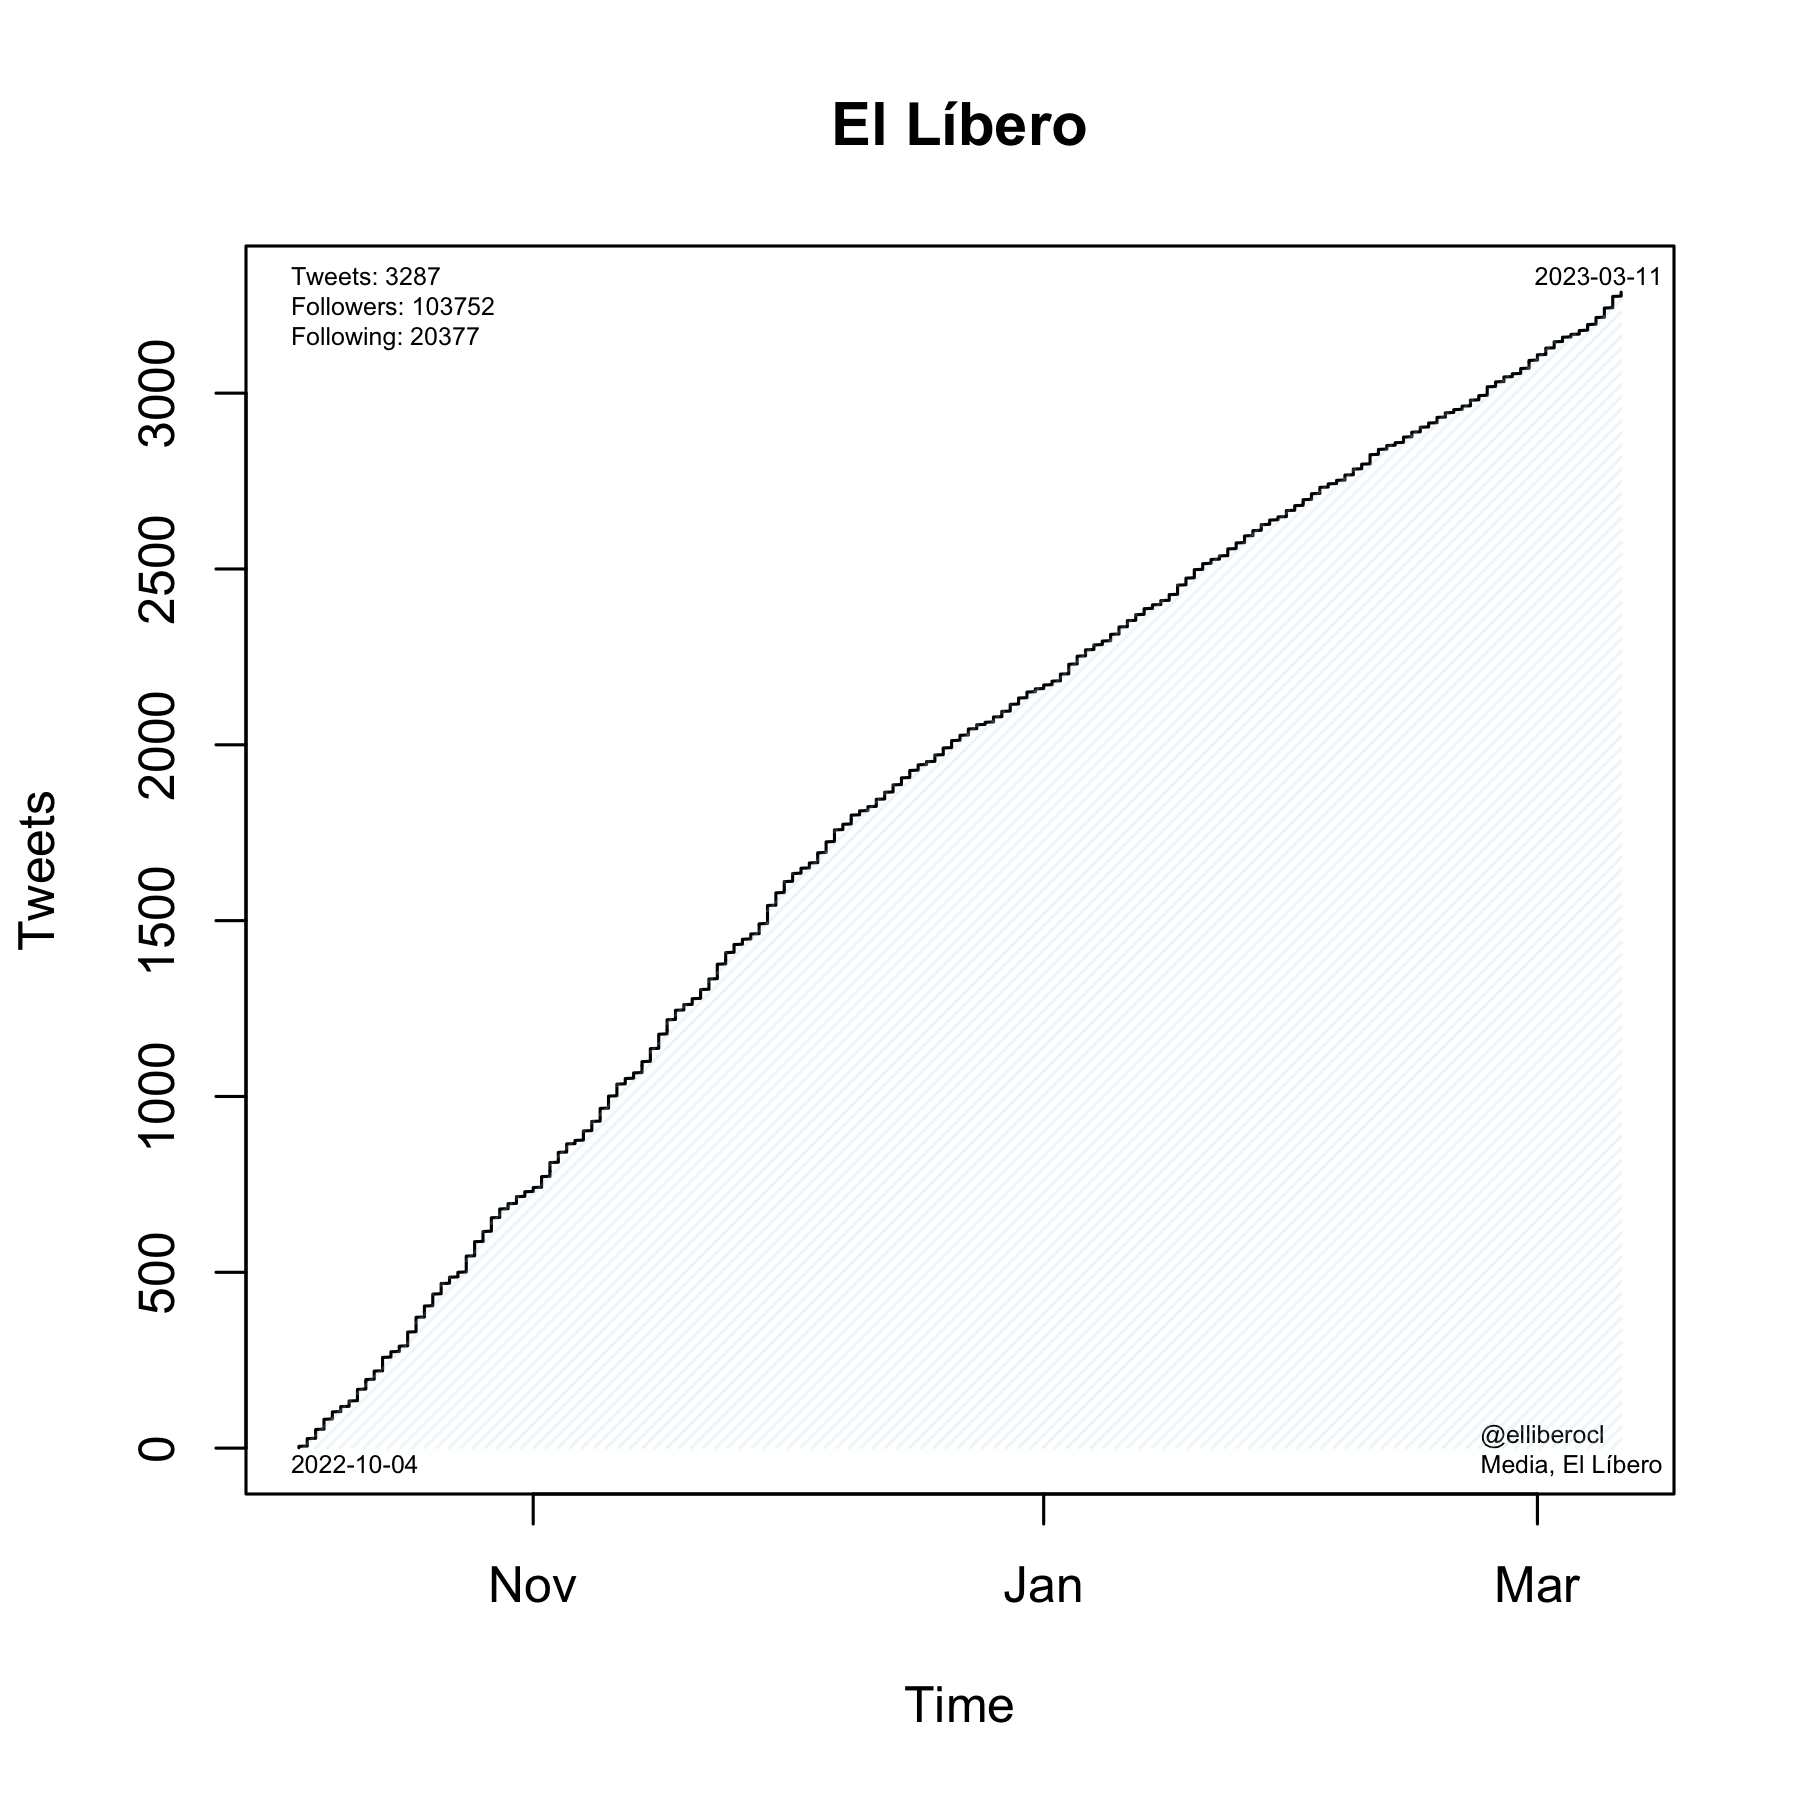 El Líbero
Tweets: 3287
Followers: 103752
Following: 20377
2023-03-11
3000
2500
2000
1500
1000
500
0
Tweets
2022-10-04
@elliberocl
Media, El Líbero
Nov
Jan
Mar
Time